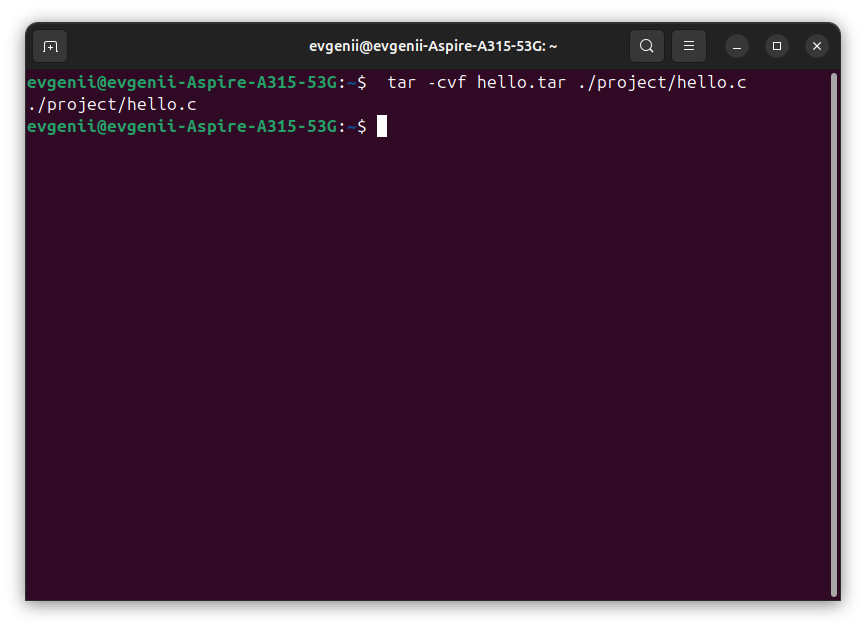 evgenii@evgenii-Aspire-A315-53G: ~
evgenii@evgenii-Aspire-A315-53G:~$  tar -cvf hello.tar ./project/hello.c
./project/hello.c
evgenii@evgenii-Aspire-A315-53G:~$